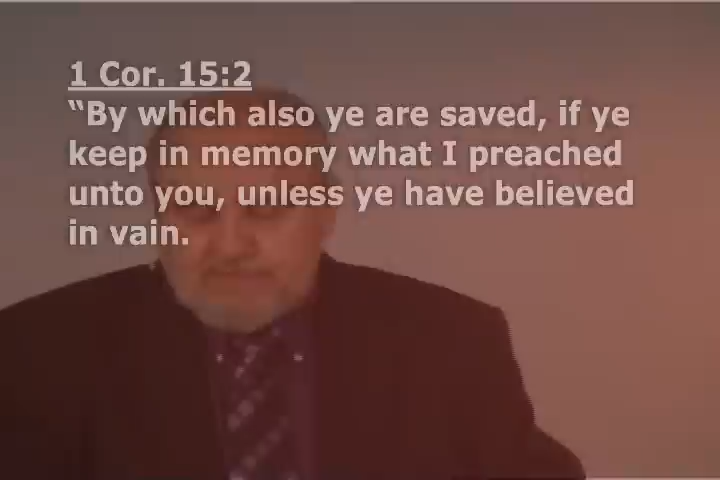 1 Cor. 15:2
“By which also ye are saved, if ye
keep in memory what I preached
unto you, unless ye have believed
in vain.